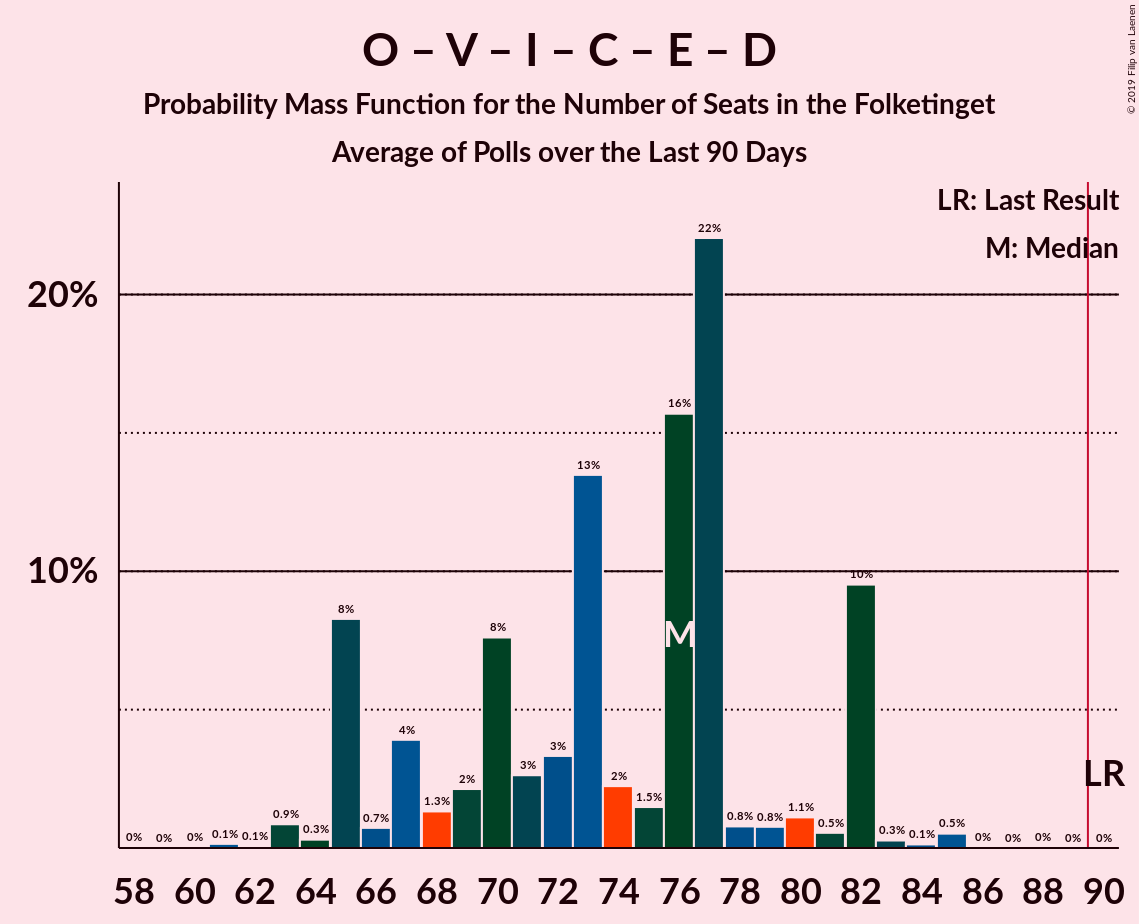 O – V – I – C – E – D
Probability Mass Function for the Number of Seats in the Folketinget
Average of Polls over the Last 90 Days
© 2019 Filip van Laenen
LR: Last Result
M: Median
22%
20%
16%
13%
10%
10%
8%
8%
M
4%
3%
3%
2%
2%
LR
1.3%
1.5%
1.1%
0.9%
0.7%
0.8%
0.8%
0.5%
0.5%
0.3%
0.3%
0% 0% 0% 0.1% 0.1%
0.1%
0% 0% 0% 0% 0%
58 60 62 64 66 68 70 72 74 76 78 80 82 84 86 88 90